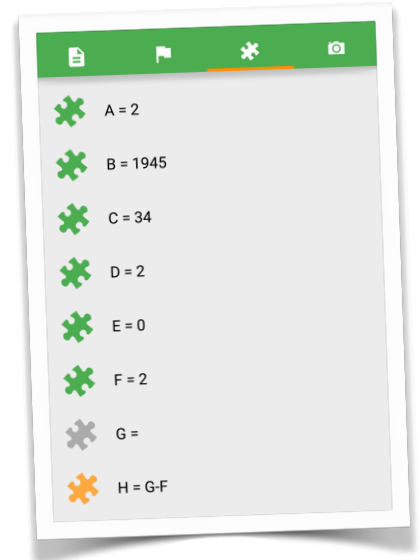 A = 2
B = 1945
C = 34
D = 2
E = 0
F = 2
G =
H = G-F